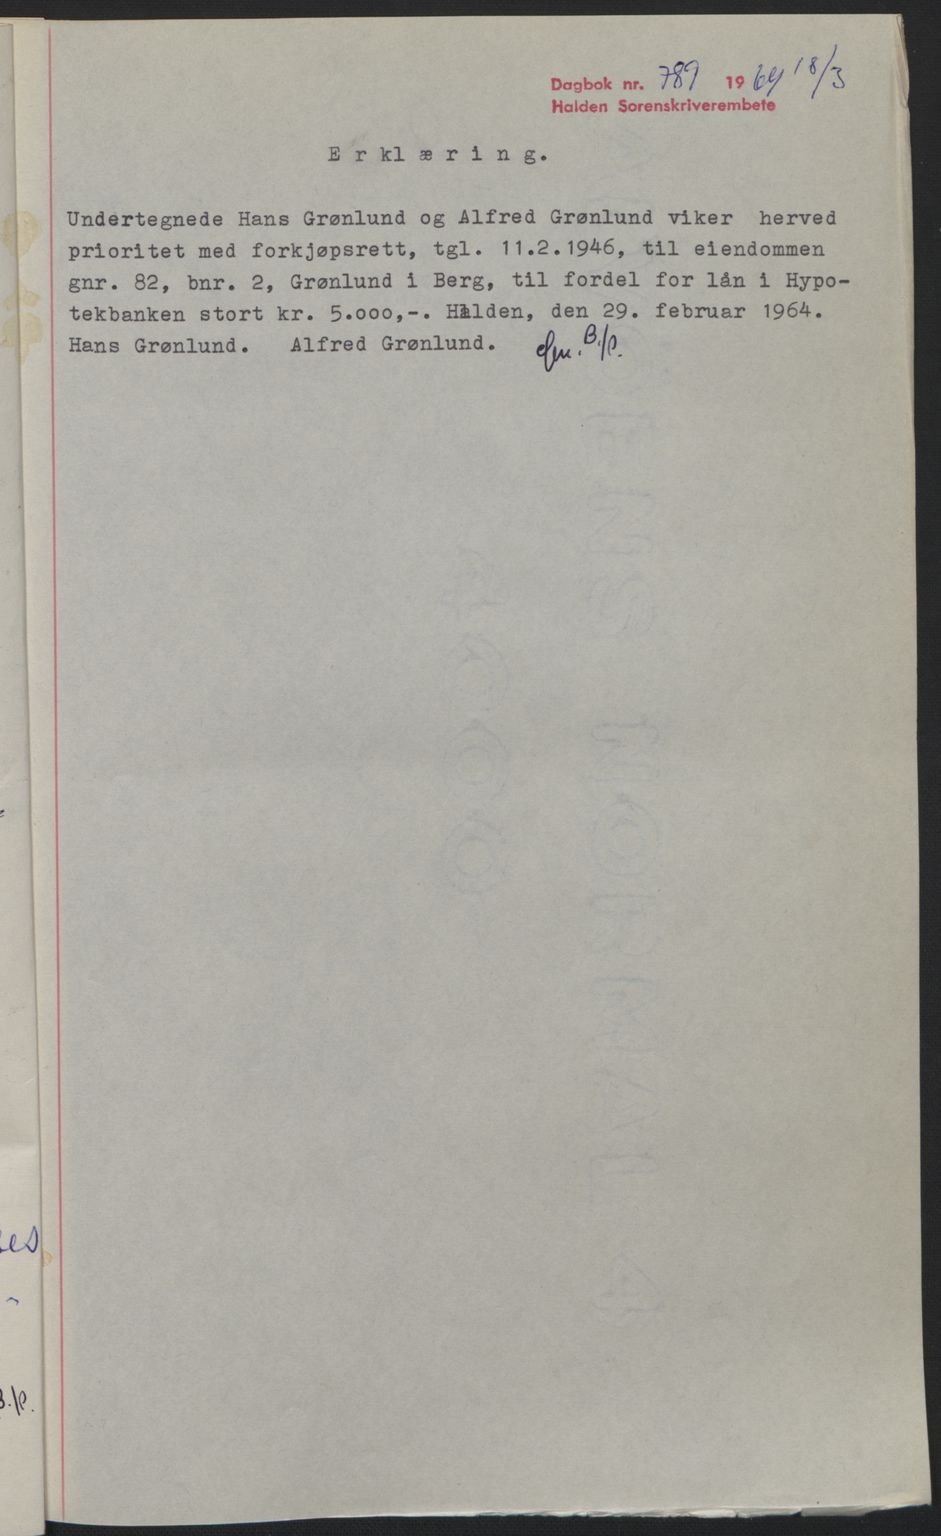 Dagbok nr. 789 1964 18/3
Halden Sorenskriverembete
Erklæring.
Undertegnede Hans Grønlund og Alfred Grønlund viker herved
prioritet med forkjøpsrett, tgl. 11.2.1946, til eiendommen
gnr. 82, bnr. 2, Grønlund i Berg, til fordel for lån i Hypo-
tekbanken stort kr. 5.000,-. Halden, den 29. februar 1964.
Hans Grønlund. Alfred Grønlund. B./P.
B./P.